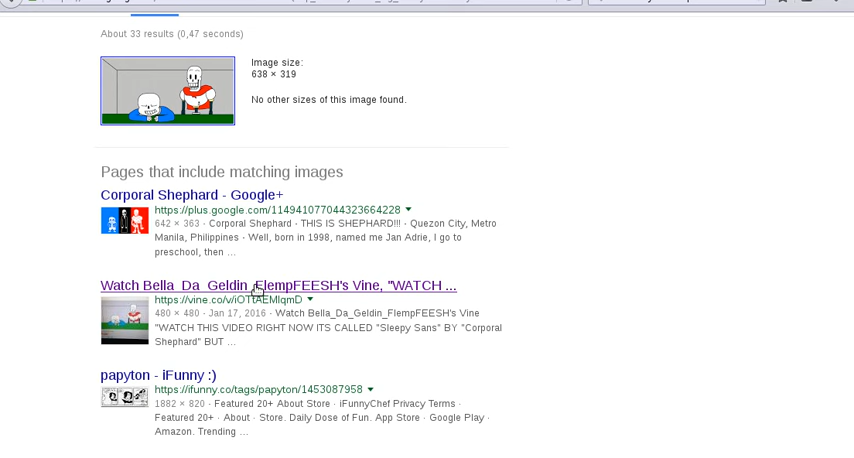 About 33 results (0,47 seconds)
Image size:
638 × 319
No other sizes of this image found.
Pages that include matching images
Corporal Shephard - Google+
https://plus.google.com/114941077044323664228
642 × 363 - Corporal Shephard - THIS IS SHEPHARD!!! - Quezon City, Metro
Manila, Philippines - Well, born in 1998, named me Jan Adrie, I go to
preschool, then ...
Watch Bella_Da_Geldin_FlempFEESH's Vine, "WATCH ...
https://vine.co/v/
480 × 480 - Jan 17, 2016 - Watch Bella_Da_Geldin_FlempFEESH's Vine
"WATCH THIS VIDEO RIGHT NOW ITS CALLED "Sleepy Sans" BY "Corporal
Shephard" BUT ...
papyton - iFunny :)
https://ifunny.co/tags/papyton/1453087958
1882 × 820 - Featured 20+ About Store · iFunnyChef Privacy Terms ·
Featured 20+ · About · Store. Daily Dose of Fun. App Store · Google Play ·
Amazon. Trending ...